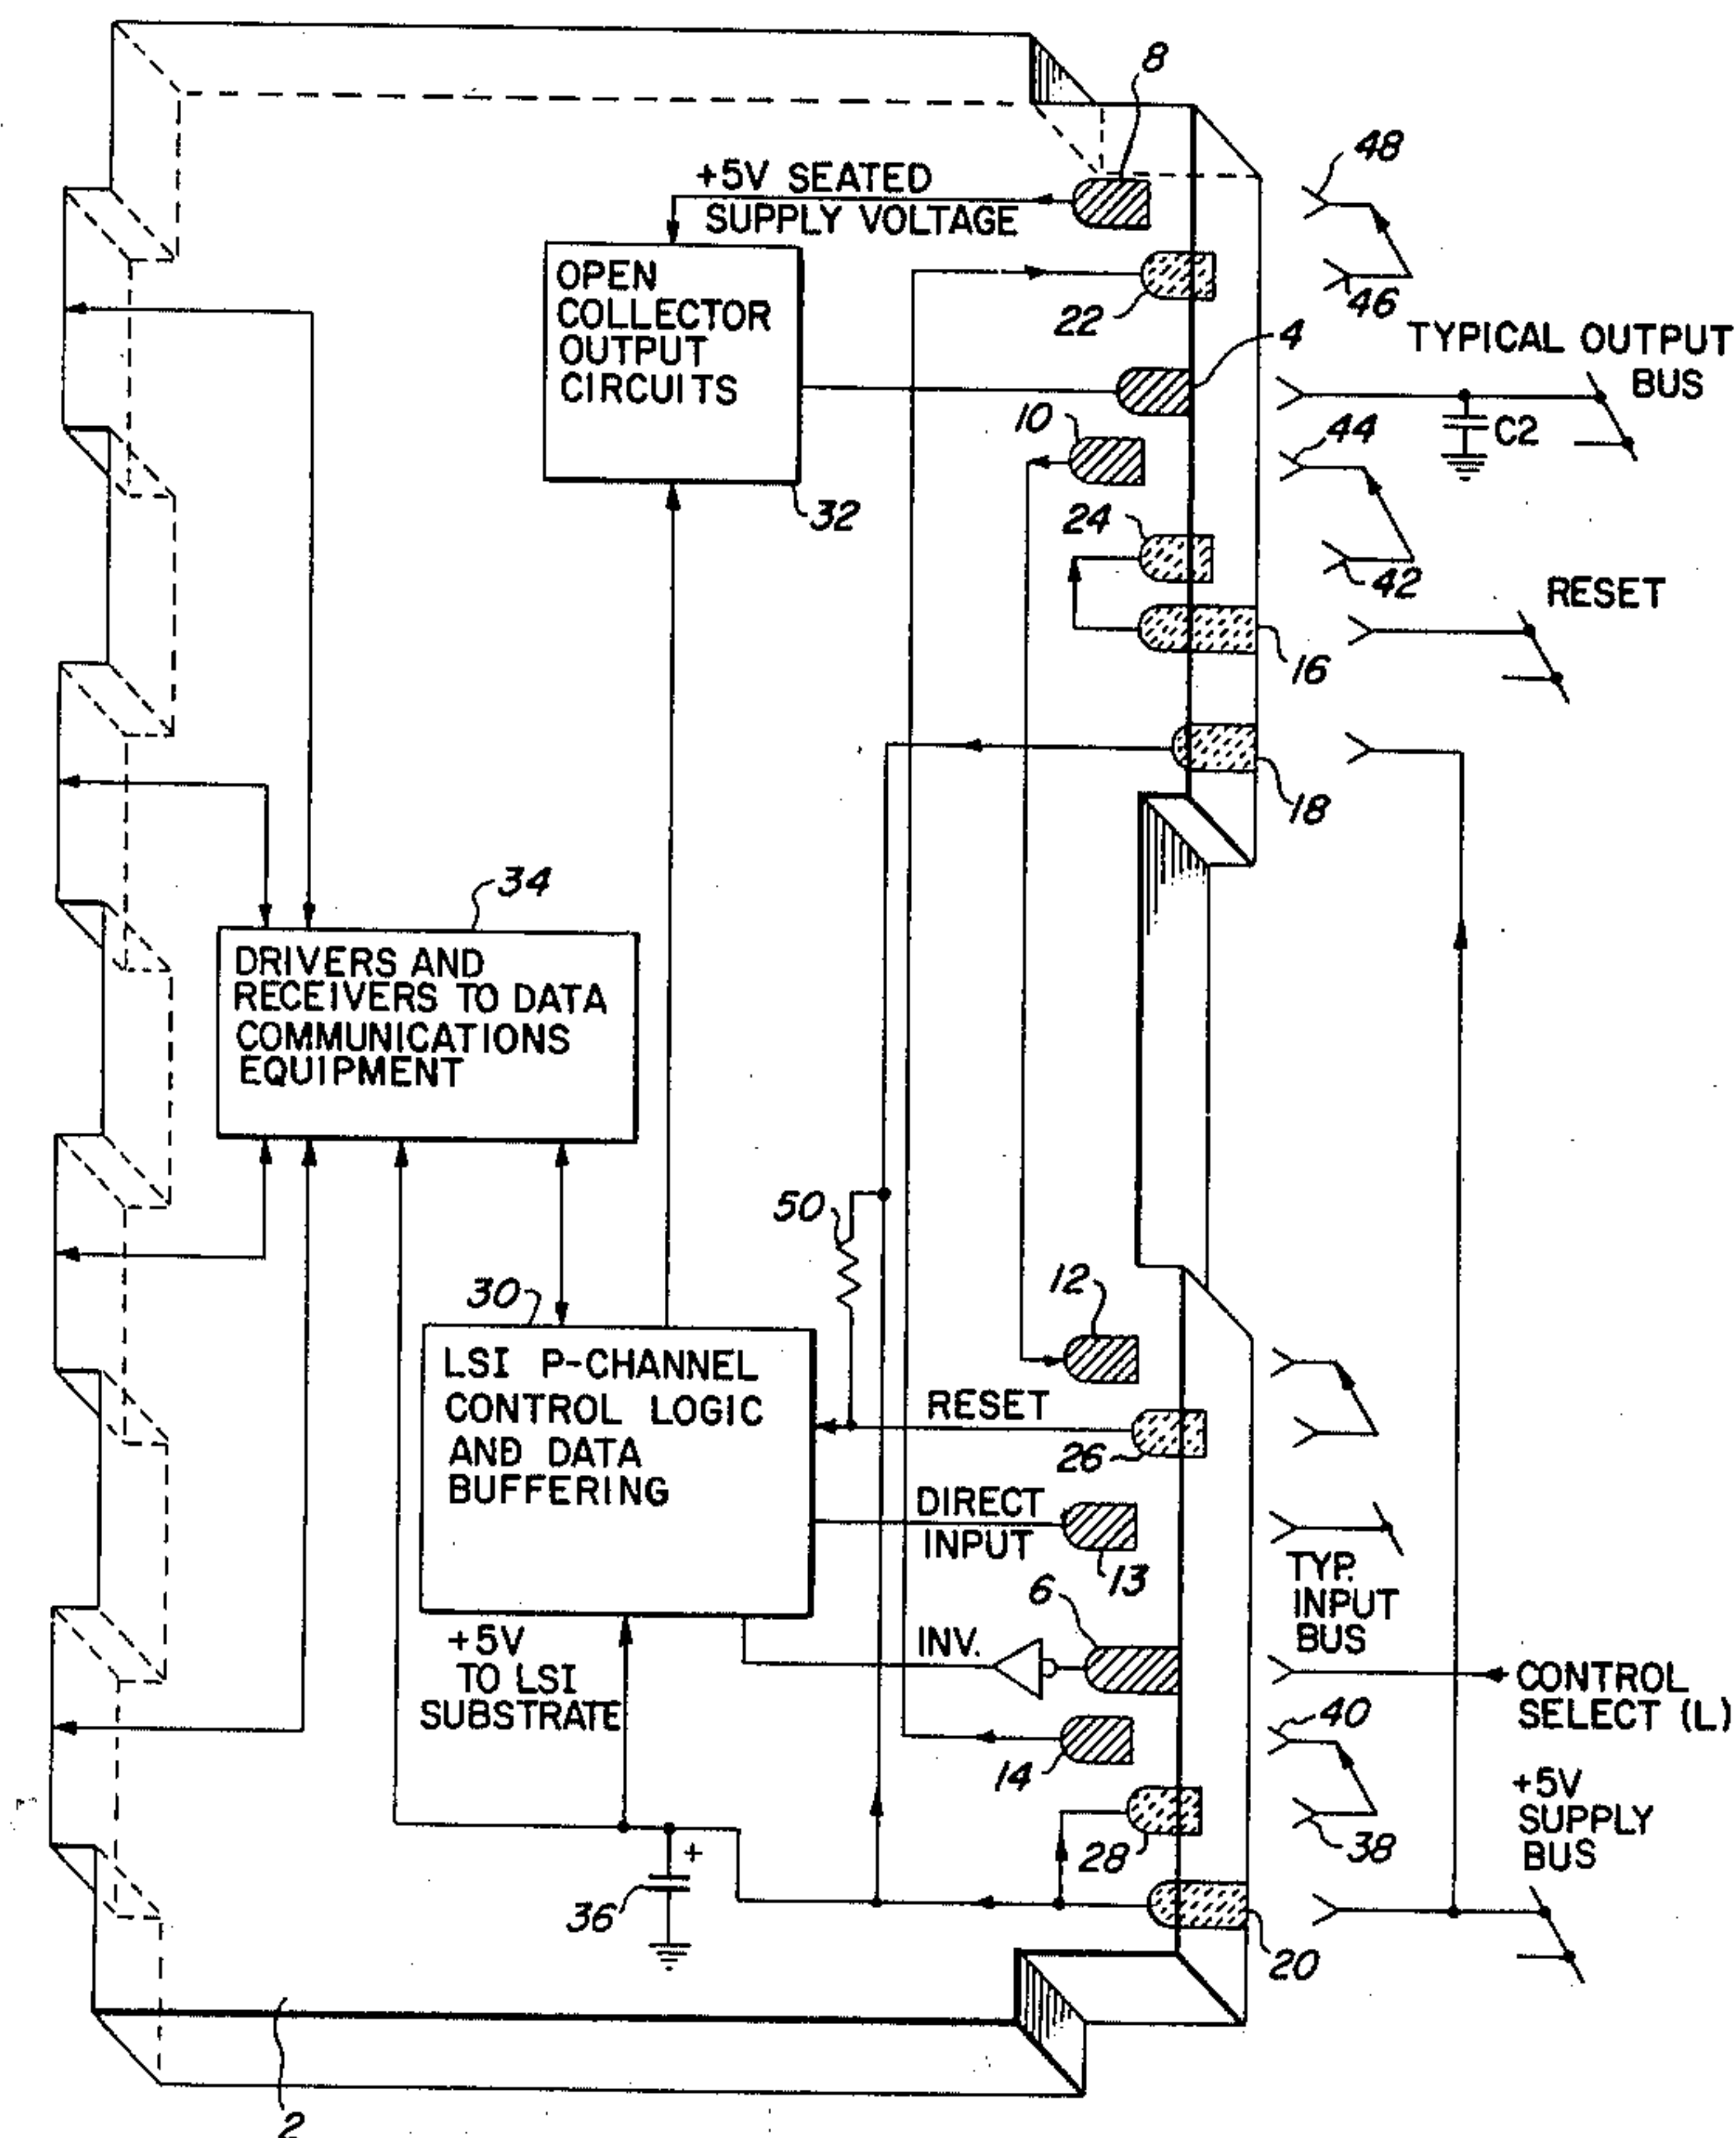 8
48
+5V SEATED
SUPPLY VOLTAGE
OPEN
COLLECTOR
OUTPUT
CIRCUITS
22
46
4
TYPICAL OUTPUT
BUS
10
44
C2
32
24
42
RESET
16
18
34
DRIVERS AND
RECEIVERS TO DATA
COMMUNICATIONS
EQUIPMENT
50
30
12
LSI P-CHANNEL
CONTROL LOGIC
AND DATA
BUFFERING
RESET
26
DIRECT
INPUT
13
TYP.
INPUT
BUS
6
+5V
TO LSI
SUBSTRATE
INV.
CONTROL
SELECT (L)
40
14
+5V
SUPPLY
BUS
28
38
+
36
20
2